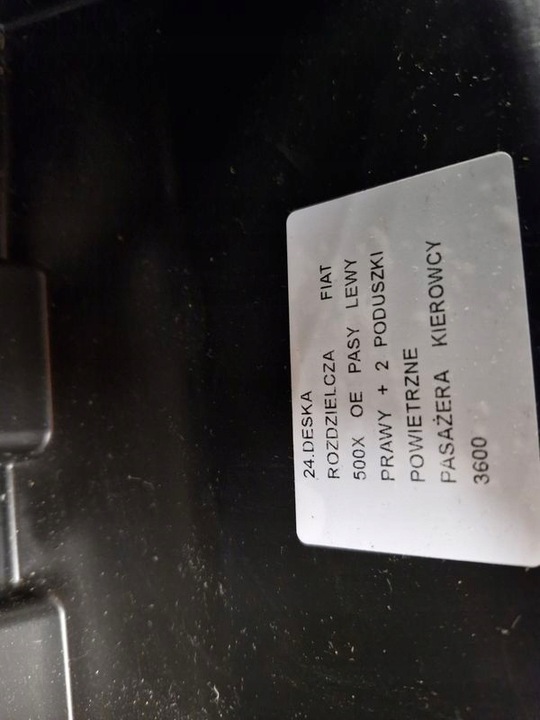 24.DESKA
ROZDZIELCZA FIAT
500X OE PASY LEWY
PRAWY + 2 PODUSZKI
POWIETRZNE
PASAŻERA KIEROWCY
3600